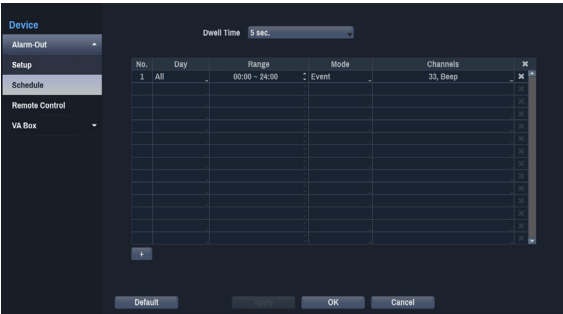 Device
Alarm-Out
Setup
Schedule
Remote Control
VA Box
Dwell Time 5 sec.
No. Day Range Mode Channels ✖
1 All 00:00 ~ 24:00 Event 33, Beep ✖
+
Default Apply OK Cancel